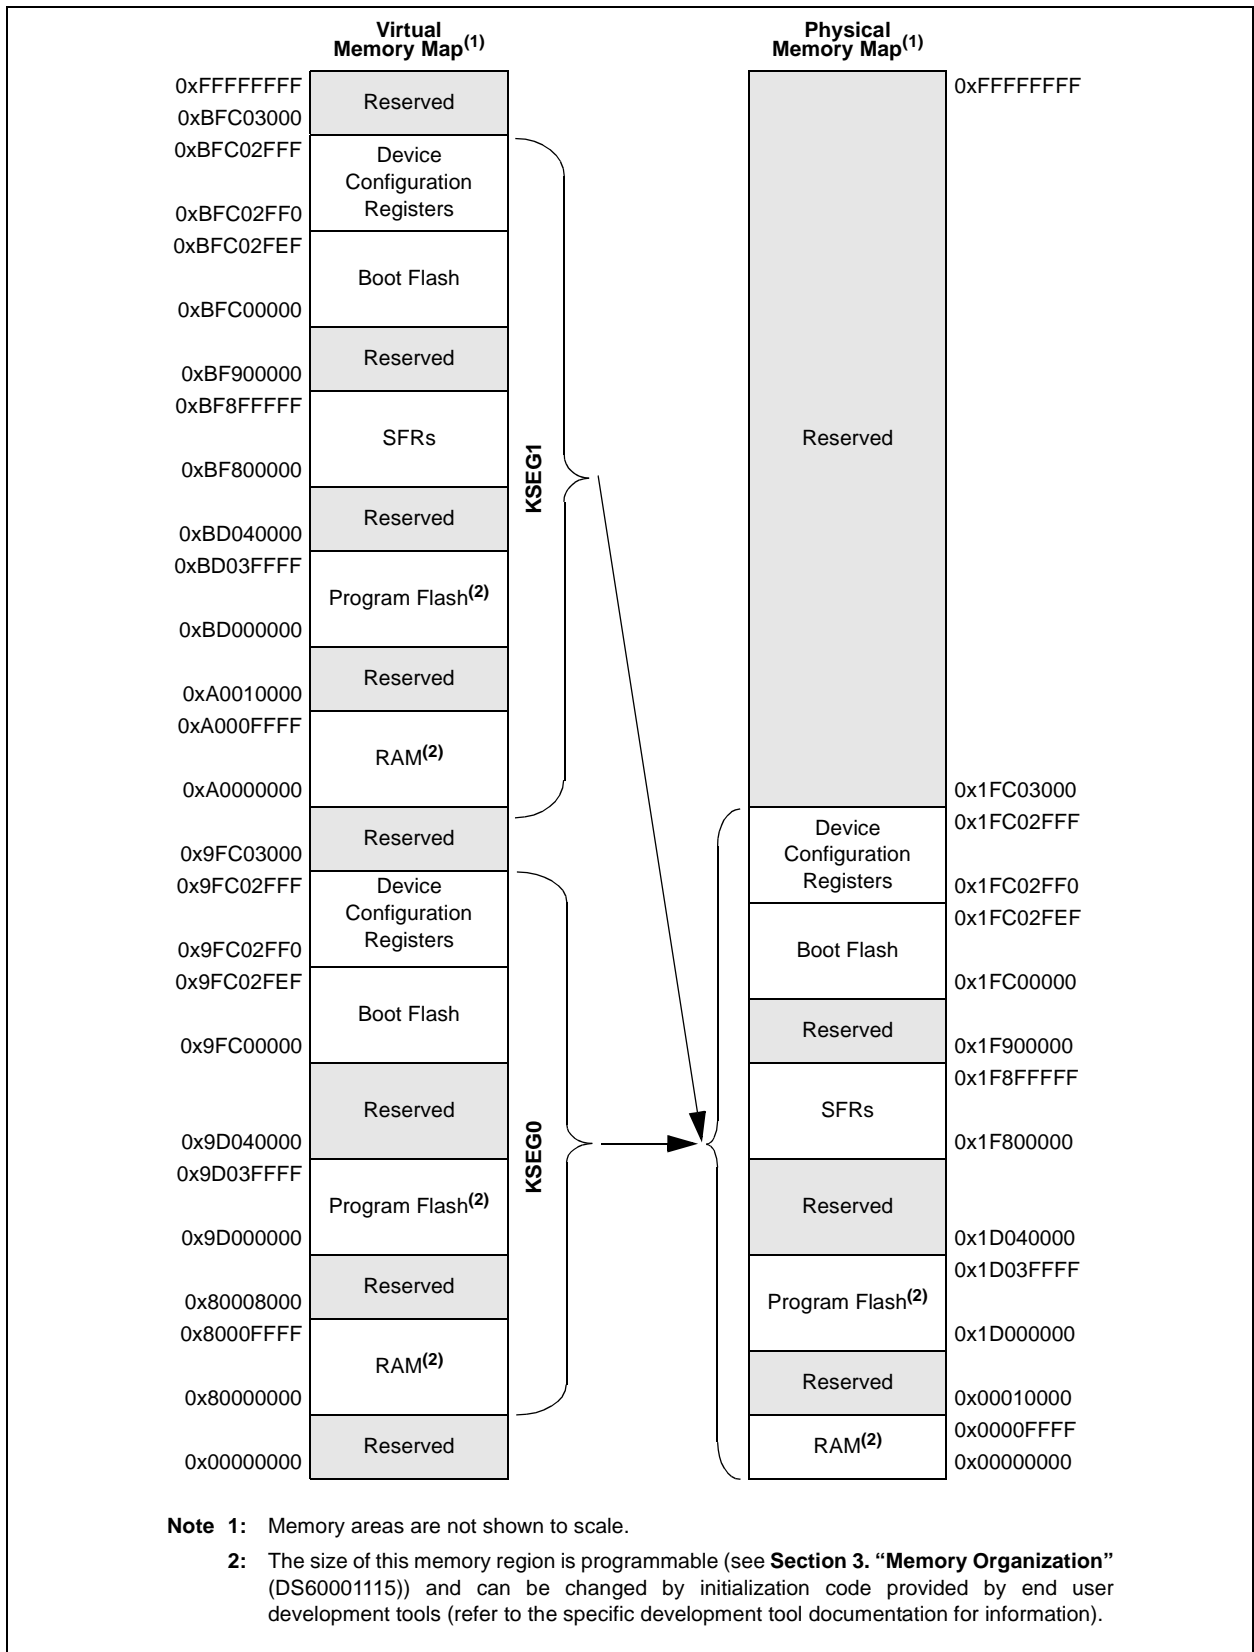 Virtual
Memory Map(1)
0xFFFFFFFF
Reserved
0xBFC03000
0xBFC02FFF
Device
Configuration
Registers
0xBFC02FF0
0xBFC02FEF
Boot Flash
0xBFC00000
Reserved
0xBF900000
0xBF8FFFFF
SFRs
0xBF800000
Reserved
0xBD040000
0xBD03FFFF
Program Flash(2)
0xBD000000
Reserved
0xA0010000
0xA000FFFF
RAM(2)
0xA0000000
Reserved
0x9FC03000
0x9FC02FFF
Device
Configuration
Registers
0x9FC02FF0
0x9FC02FEF
Boot Flash
0x9FC00000
Reserved
0x9D040000
0x9D03FFFF
Program Flash(2)
0x9D000000
Reserved
0x80008000
0x8000FFFF
RAM(2)
0x80000000
Reserved
0x00000000
KSEG1
KSEG0
Physical
Memory Map(1)
0xFFFFFFFF
Reserved
0x1FC03000
0x1FC02FFF
Device
Configuration
Registers
0x1FC02FF0
0x1FC02FEF
Boot Flash
0x1FC00000
Reserved
0x1F900000
0x1F8FFFFF
SFRs
0x1F800000
Reserved
0x1D040000
0x1D03FFFF
Program Flash(2)
0x1D000000
Reserved
0x00010000
0x0000FFFF
RAM(2)
0x00000000
Note 1: Memory areas are not shown to scale.
2: The size of this memory region is programmable (see Section 3. “Memory Organization”
(DS60001115)) and can be changed by initialization code provided by end user
development tools (refer to the specific development tool documentation for information).